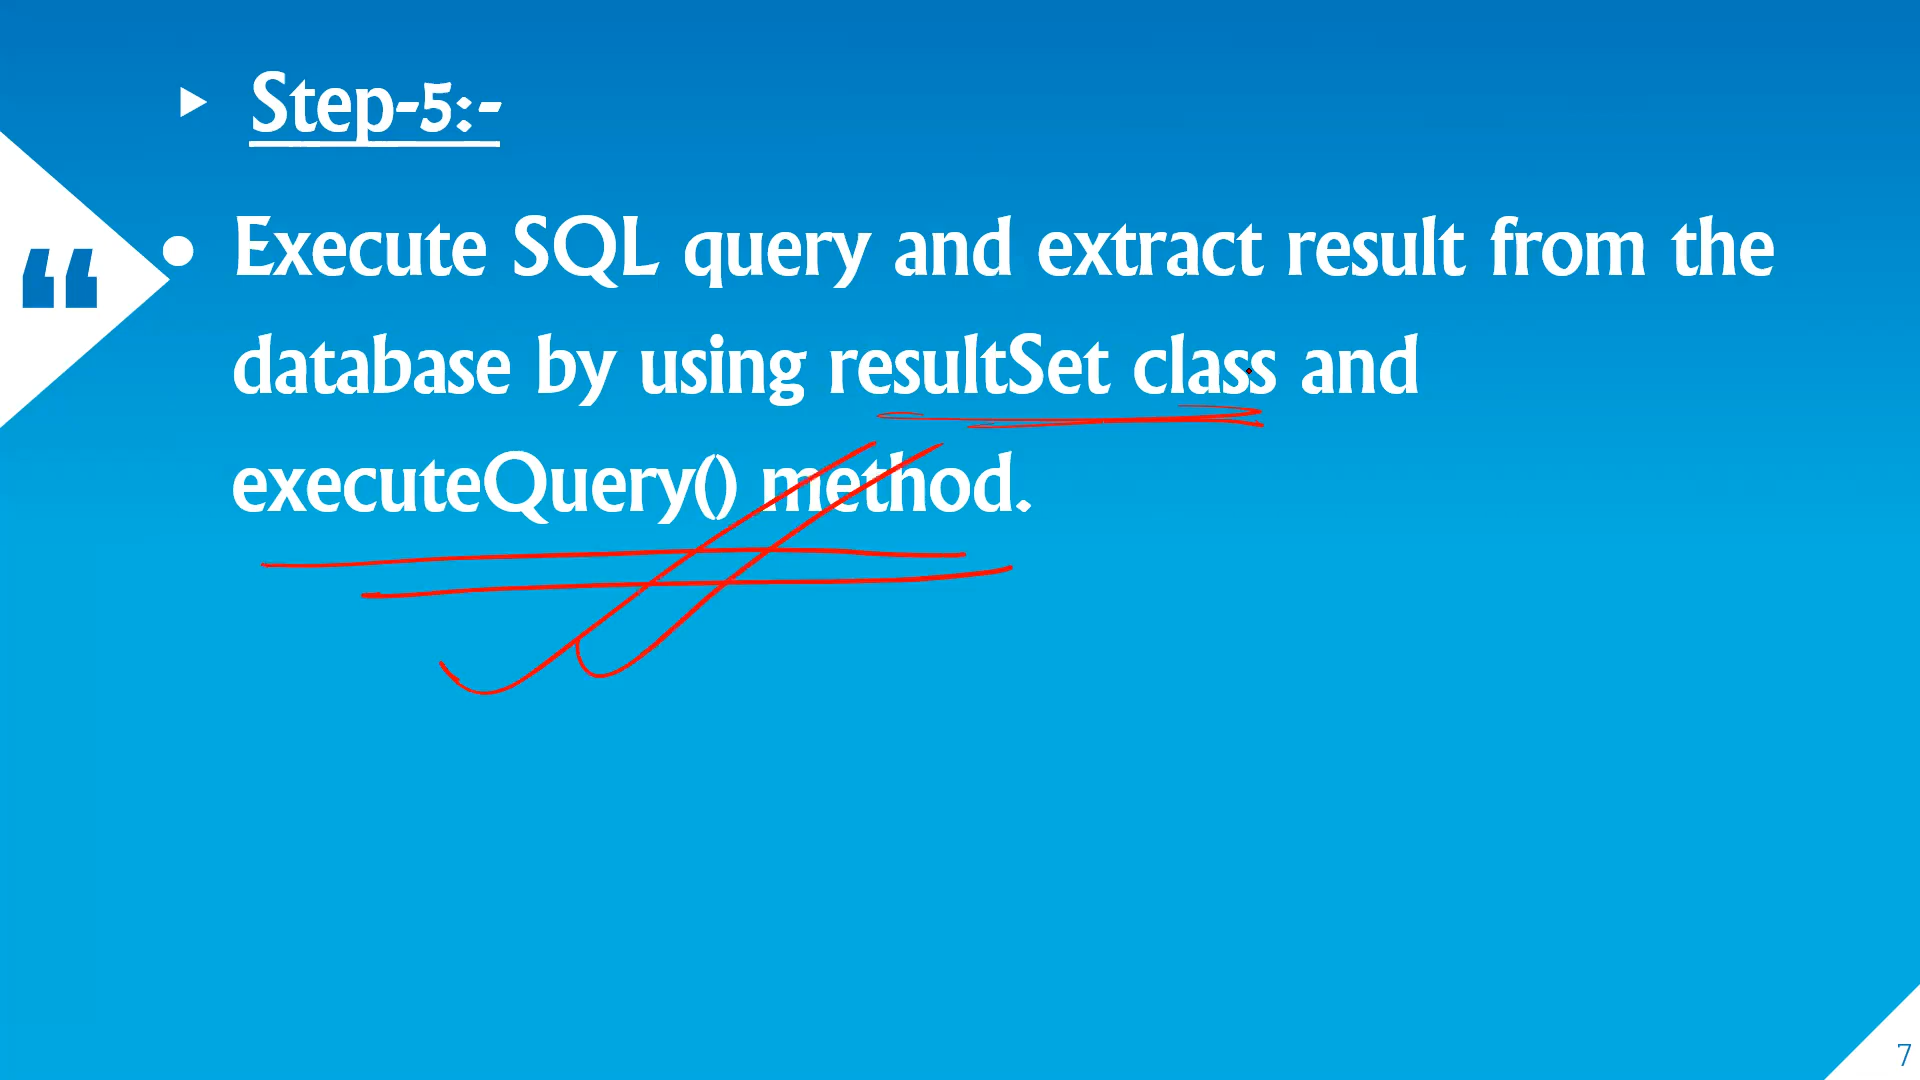 Step-5:-
“
• Execute SQL query and extract result from the
database by using resultSet class and
executeQuery() method.
7